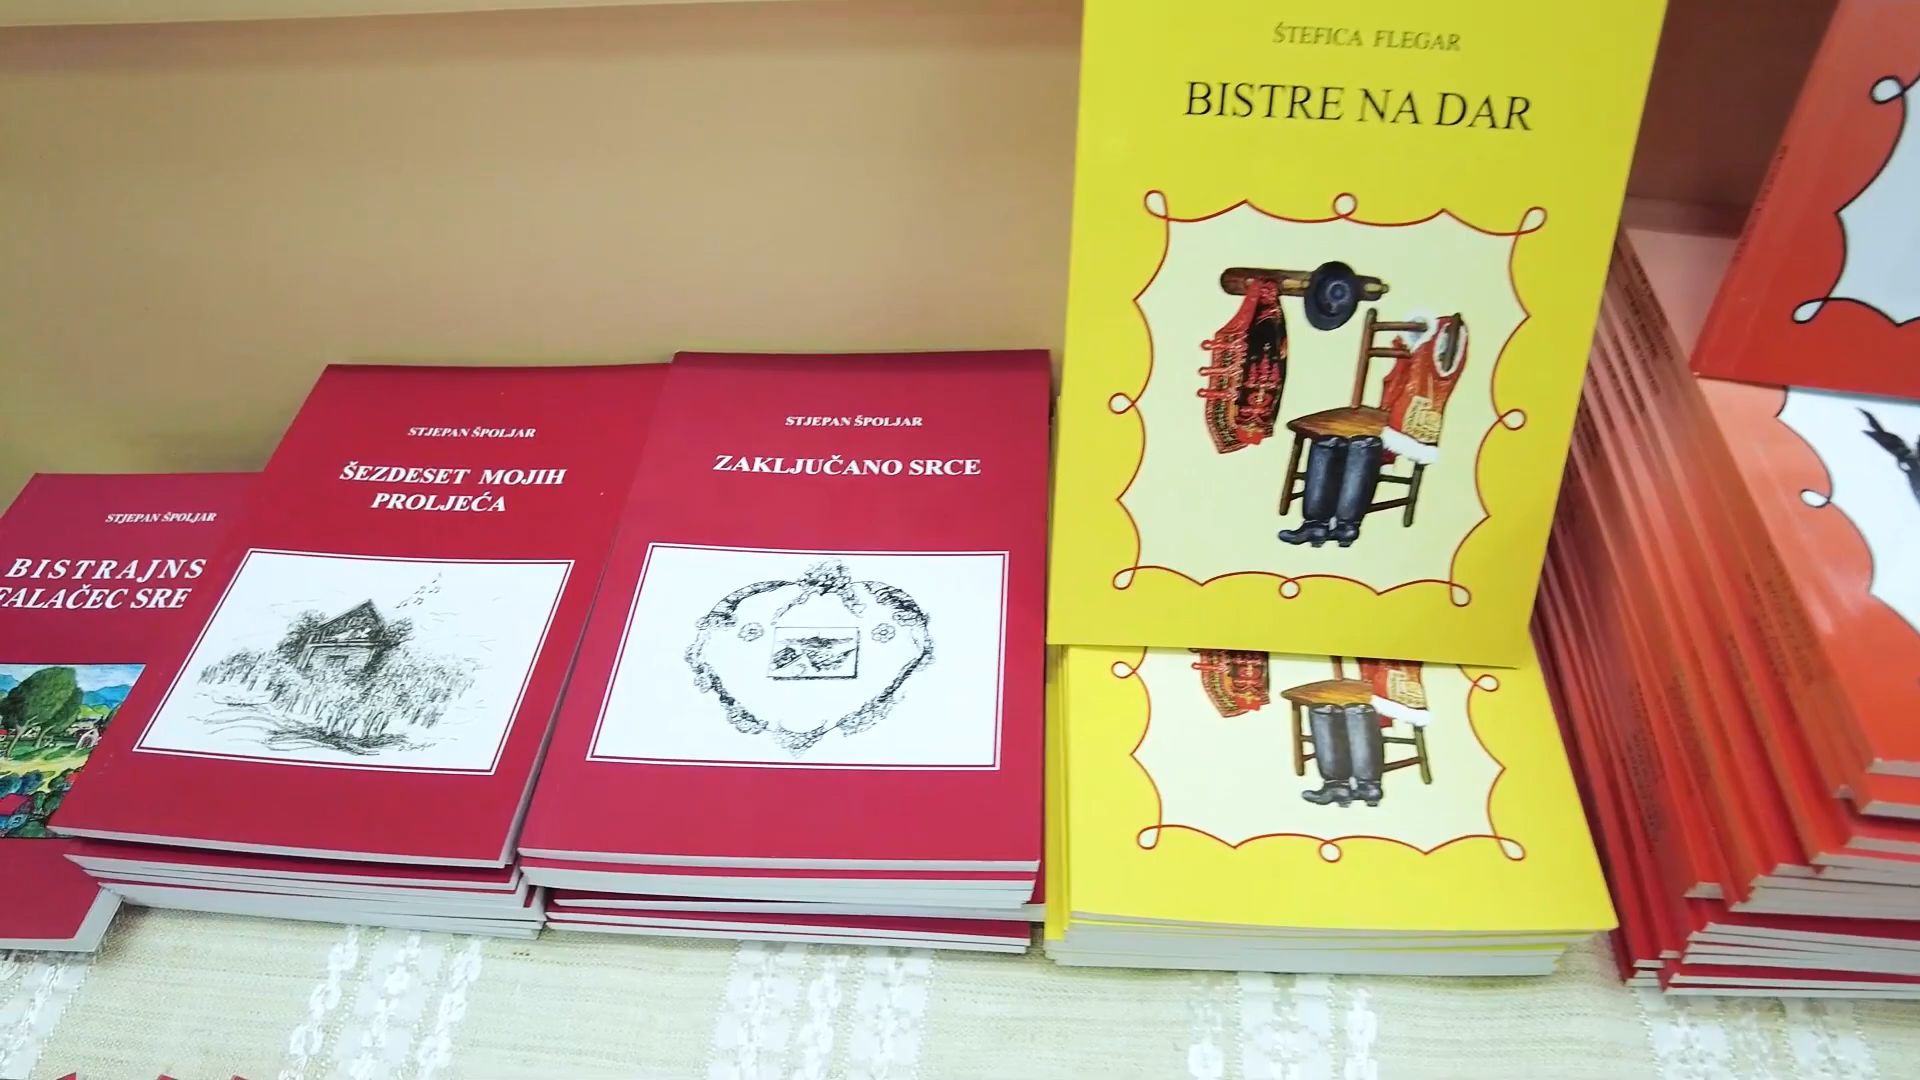 STJEPAN ŠPOLJAR
BISTRAJNS
FALAČEC SRE
STJEPAN ŠPOLJAR
ŠEZDESET MOJIH
PROLJEĆA
STJEPAN ŠPOLJAR
ZAKLJUČANO SRCE
ŠTEFICA FLEGAR
BISTRE NA DAR